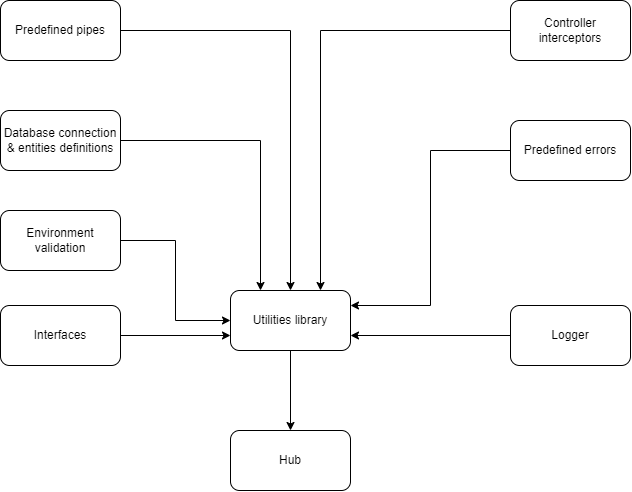 Predefined pipes
Controller
interceptors
Database connection
& entities definitions
Predefined errors
Environment
validation
Utilities library
Interfaces
Logger
Hub